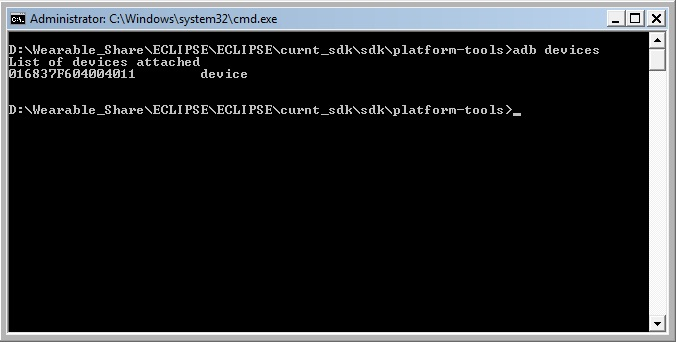 Administrator: C:\Windows\system32\cmd.exe
D:\Wearable_Share\ECLIPSE\ECLIPSE\curnt_sdk\sdk\platform-tools>adb devices
List of devices attached
016837F604004011        device
D:\Wearable_Share\ECLIPSE\ECLIPSE\curnt_sdk\sdk\platform-tools>_